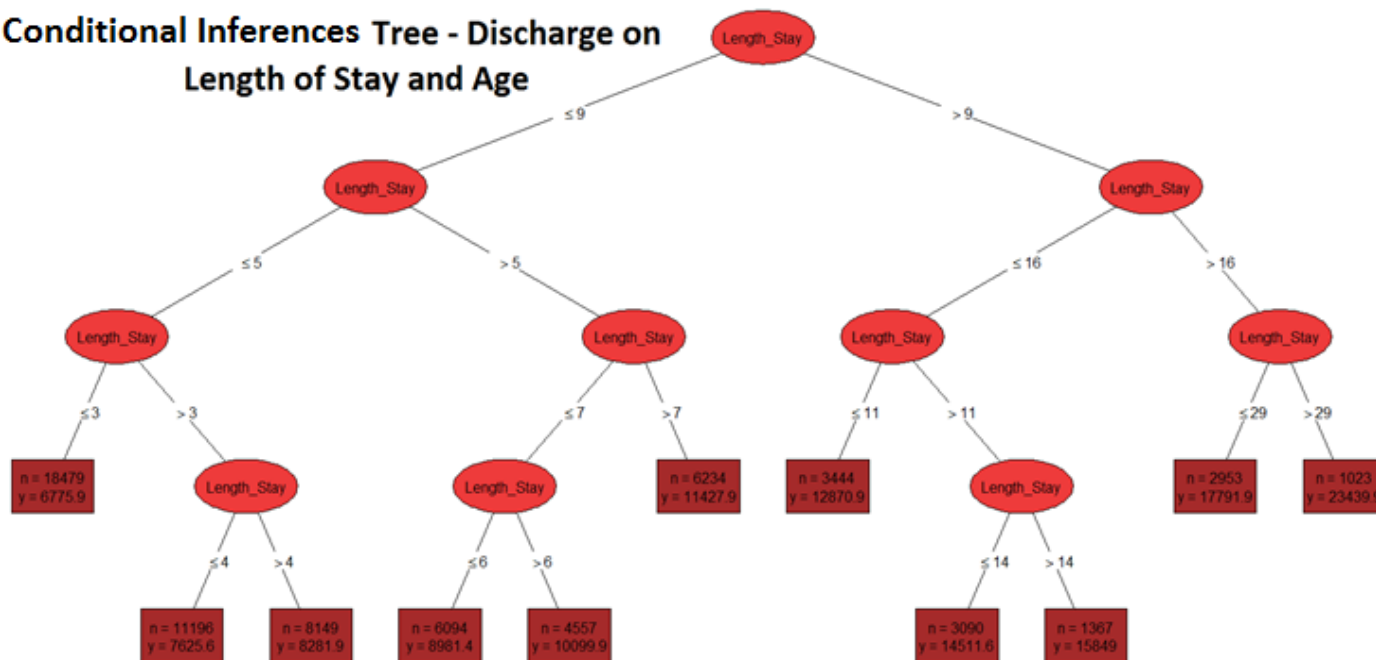 Conditional Inferences Tree - Discharge on
Length of Stay and Age
Length_Stay
≤ 9
> 9
Length_Stay
Length_Stay
≤ 5
> 5
≤ 16
> 16
Length_Stay
Length_Stay
Length_Stay
Length_Stay
≤ 3
> 3
≤ 7
> 7
≤ 11
> 11
≤ 29
> 29
n = 18479
y = 6775.9
Length_Stay
Length_Stay
n = 6234
y = 11427.9
n = 3444
y = 12870.9
Length_Stay
n = 2953
y = 17791.9
n = 1023
y = 23439.9
≤ 4
> 4
≤ 6
> 6
≤ 14
> 14
n = 11196
y = 7625.6
n = 8149
y = 8281.9
n = 6094
y = 8981.4
n = 4557
y = 10099.9
n = 3090
y = 14511.6
n = 1367
y = 15849